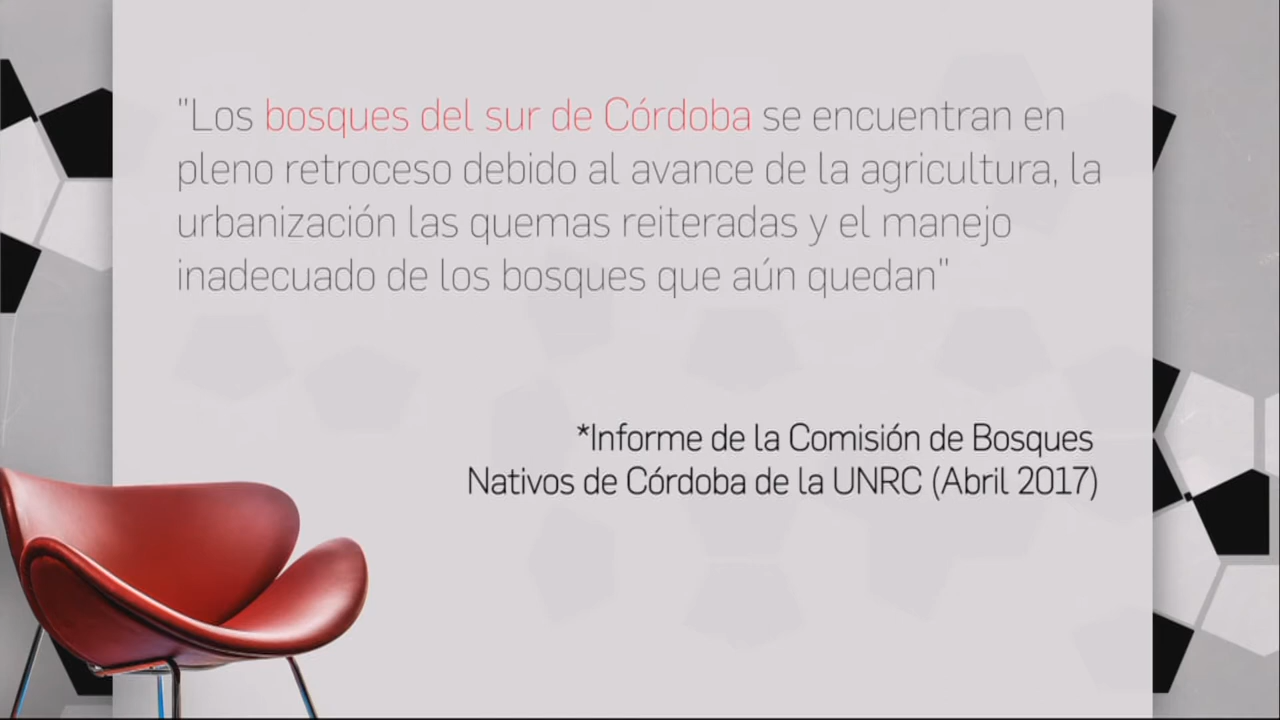 "Los bosques del sur de Córdoba se encuentran en
pleno retroceso debido al avance de la agricultura, la
urbanización las quemas reiteradas y el manejo
inadecuado de los bosques que aún quedan"
*Informe de la Comisión de Bosques
Nativos de Córdoba de la UNRC (Abril 2017)